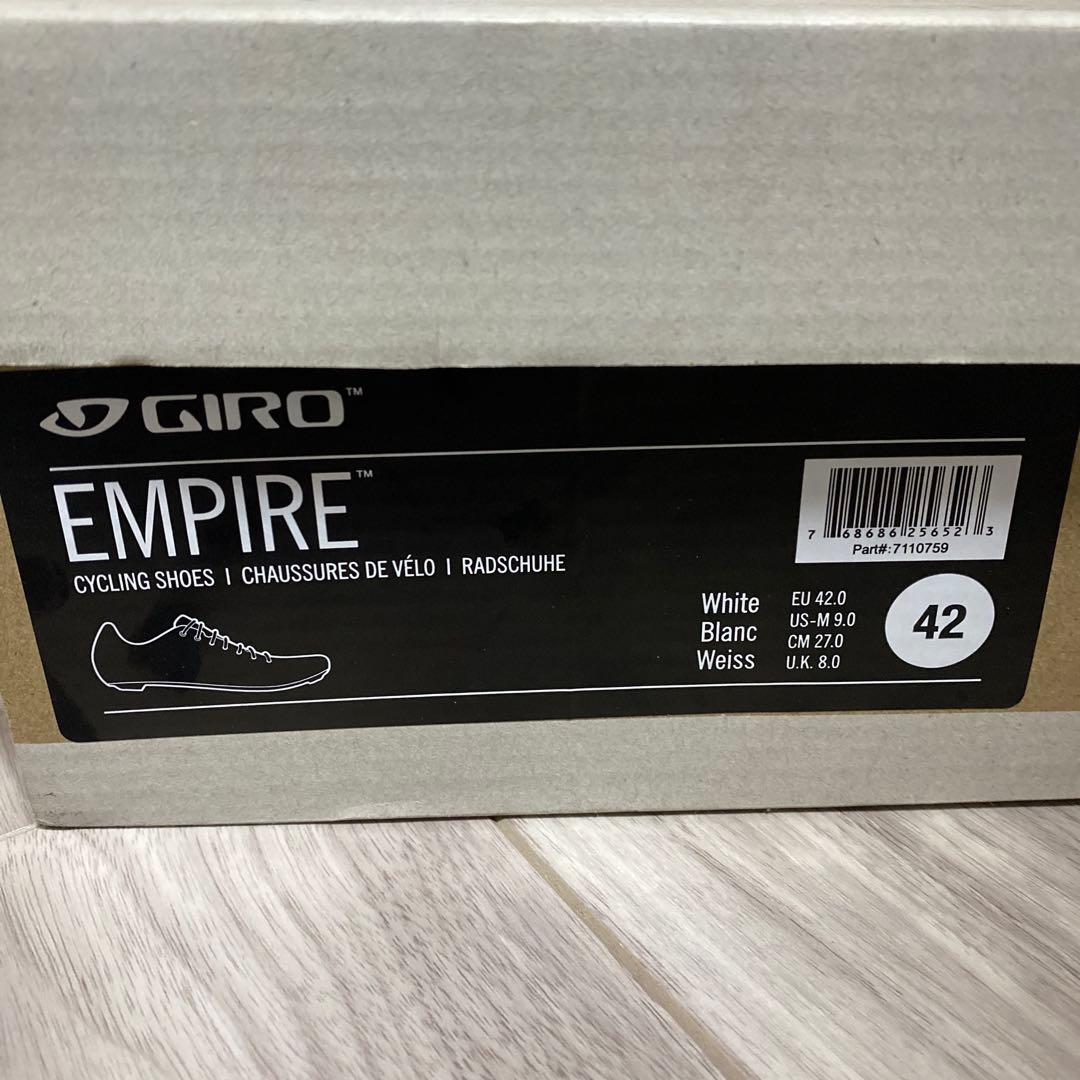 GIRO™
EMPIRE™
CYCLING SHOES I CHAUSSURES DE VÉLO I RADSCHUHE
7 68686 25652 3
Part#:7110759
White
Blanc
Weiss
EU 42.0
US-M 9.0
CM 27.0
U.K. 8.0
42